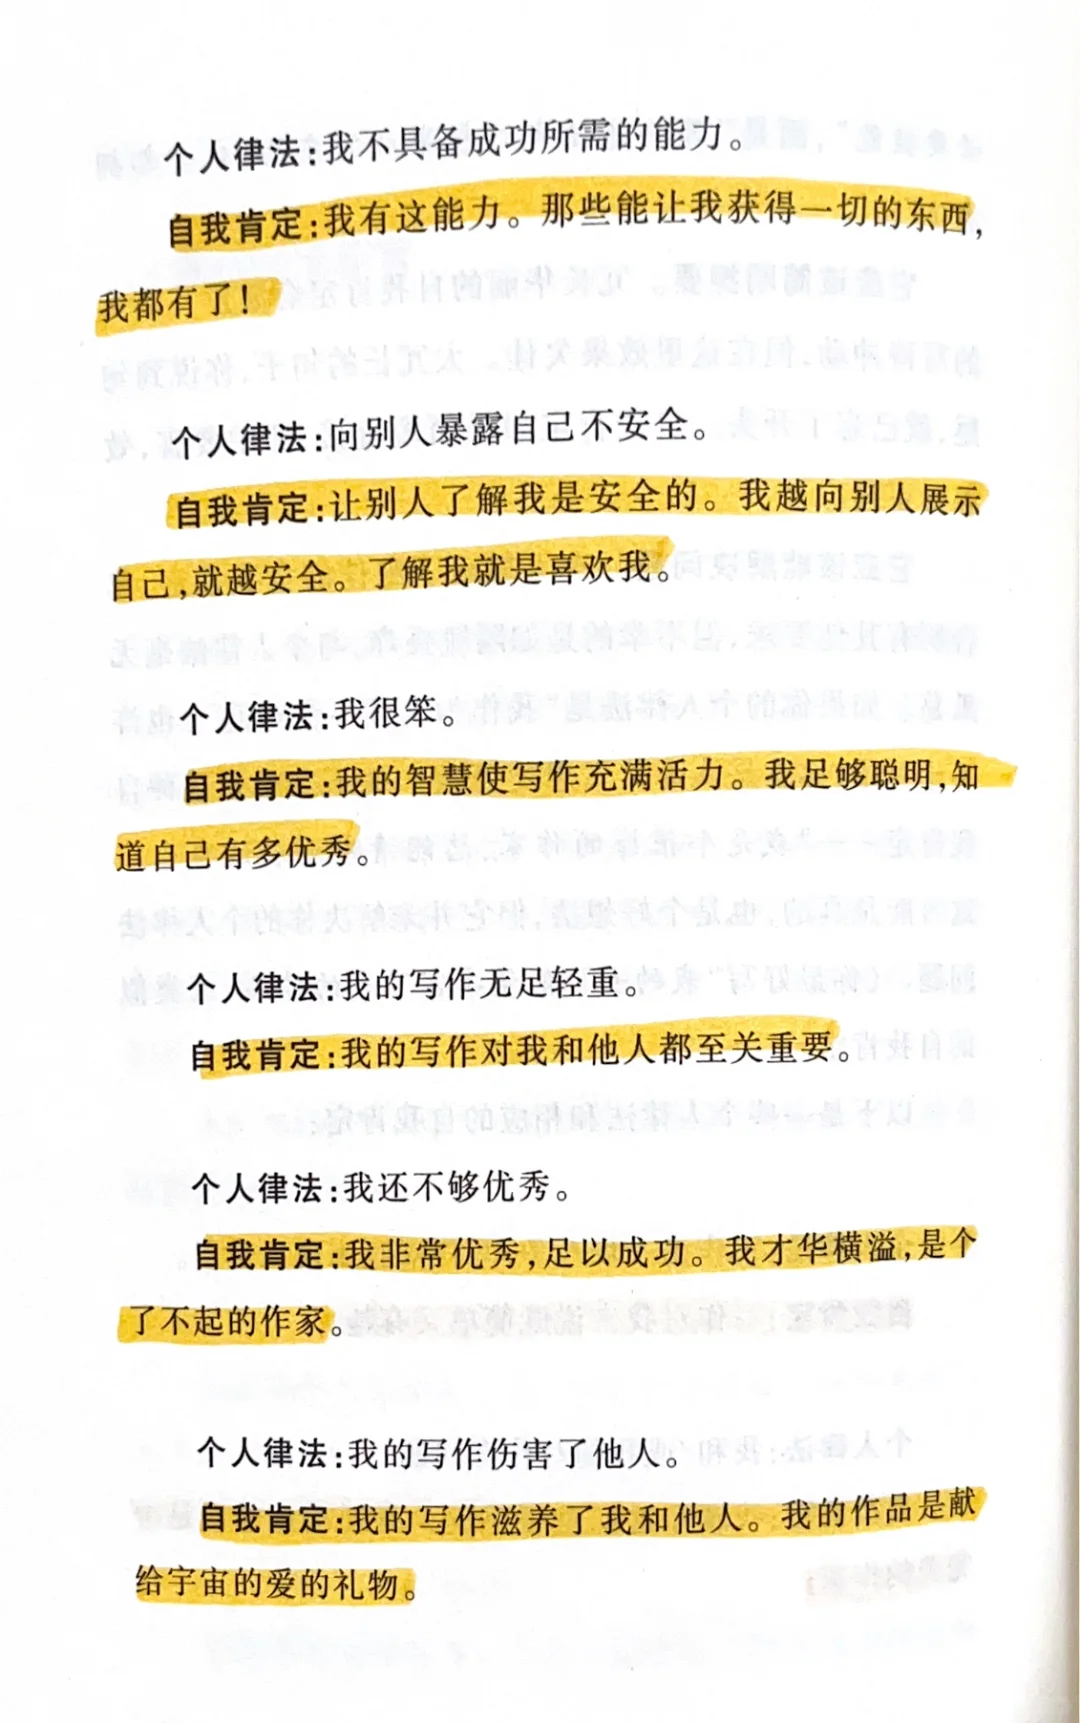 个人律法:我不具备成功所需的能力。
自我肯定:我有这能力。那些能让我获得一切的东西,
我都有了!
个人律法:向别人暴露自己不安全。
自我肯定:让别人了解我是安全的。我越向别人展示
自己,就越安全。了解我就是喜欢我。
个人律法:我很笨。
自我肯定:我的智慧使写作充满活力。我足够聪明,知
道自己有多优秀。
个人律法:我的写作无足轻重。
自我肯定:我的写作对我和他人都至关重要。
个人律法:我还不够优秀。
自我肯定:我非常优秀,足以成功。我才华横溢,是个
了不起的作家。
个人律法:我的写作伤害了他人。
自我肯定:我的写作滋养了我和他人。我的作品是献
给宇宙的爱的礼物。